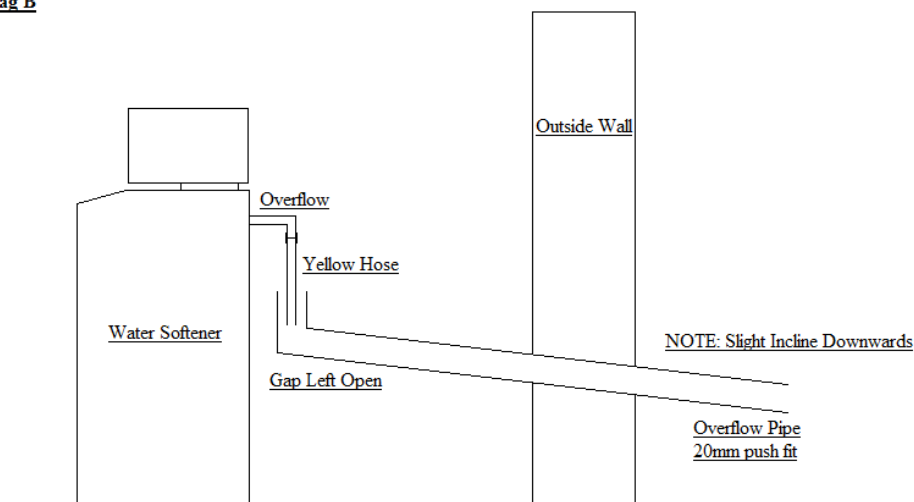 Outside Wall
Overflow
Yellow Hose
Water Softener
NOTE: Slight Incline Downwards
Gap Left Open
Overflow Pipe
20mm push fit